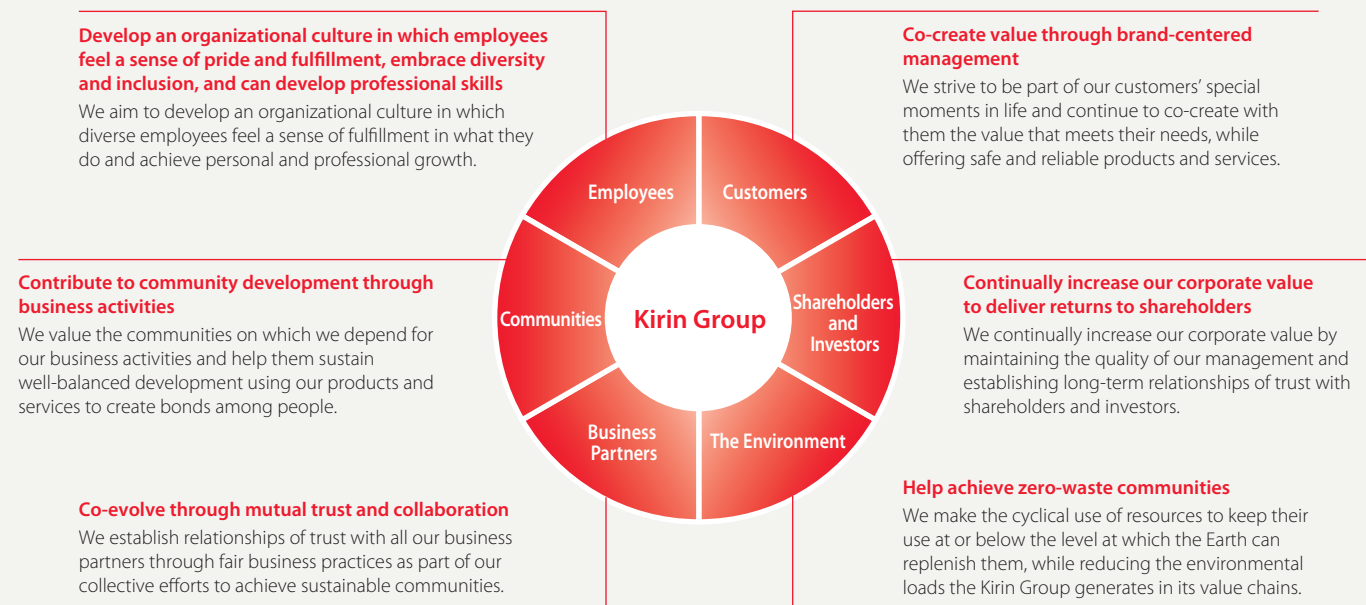 Develop an organizational culture in which employees
feel a sense of pride and fulfillment, embrace diversity
and inclusion, and can develop professional skills
We aim to develop an organizational culture in which
diverse employees feel a sense of fulfillment in what they
do and achieve personal and professional growth.
Co-create value through brand-centered
management
We strive to be part of our customers’ special
moments in life and continue to co-create with
them the value that meets their needs, while
offering safe and reliable products and services.
Employees
Customers
Contribute to community development through
business activities
We value the communities on which we depend for
our business activities and help them sustain
well-balanced development using our products and
services to create bonds among people.
Communities
Kirin Group
Shareholders
and
Investors
Continually increase our corporate value
to deliver returns to shareholders
We continually increase our corporate value by
maintaining the quality of our management and
establishing long-term relationships of trust with
shareholders and investors.
Business
Partners
The Environment
Co-evolve through mutual trust and collaboration
We establish relationships of trust with all our business
partners through fair business practices as part of our
collective efforts to achieve sustainable communities.
Help achieve zero-waste communities
We make the cyclical use of resources to keep their
use at or below the level at which the Earth can
replenish them, while reducing the environmental
loads the Kirin Group generates in its value chains.